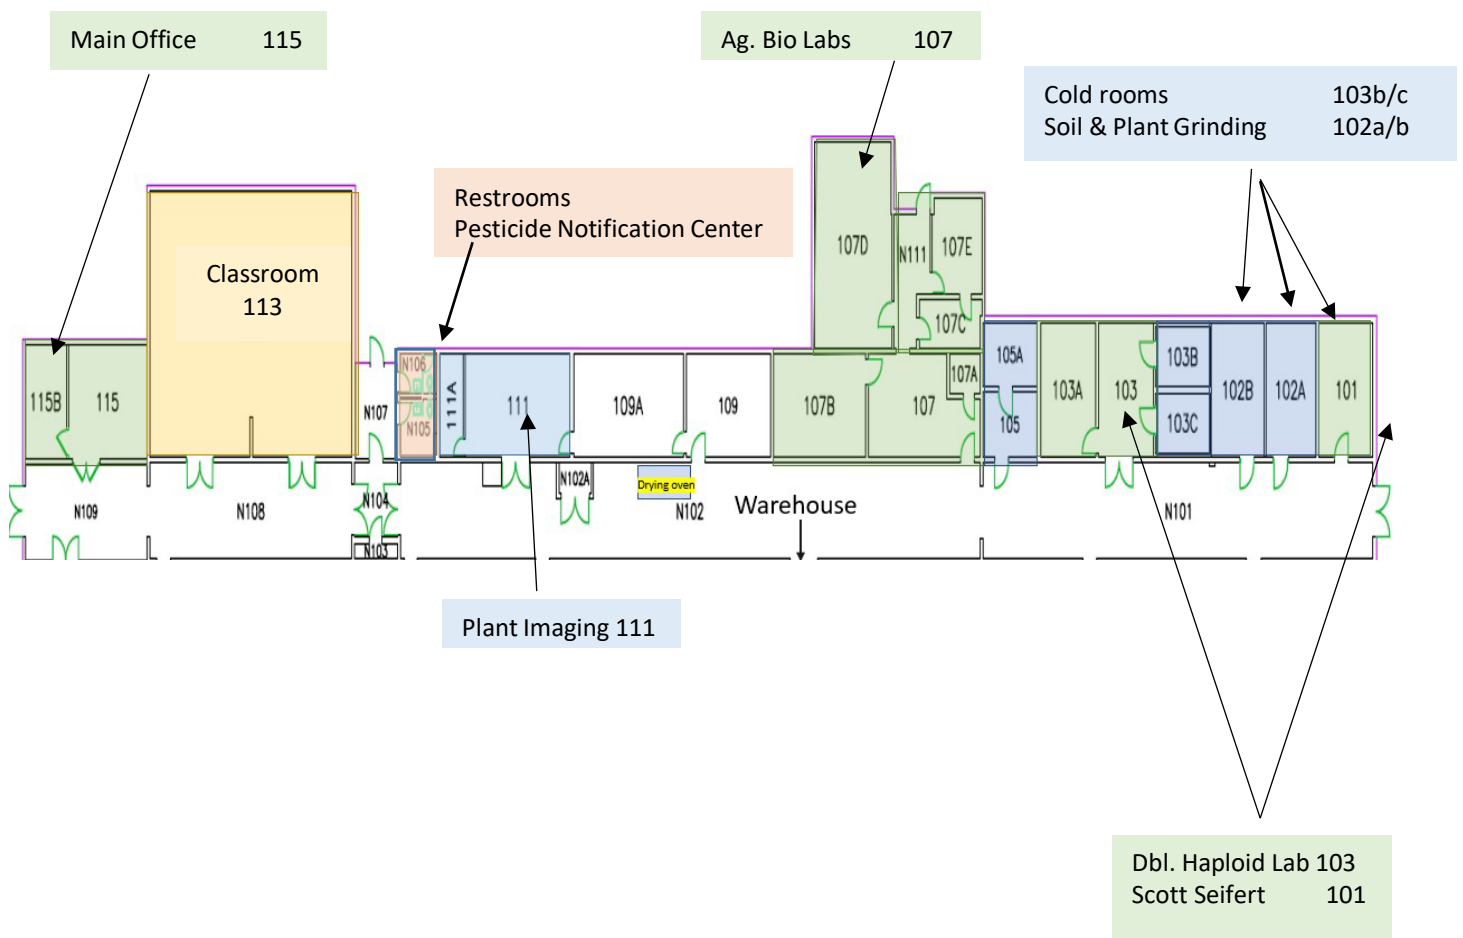 Main Office 115
Ag. Bio Labs 107
Cold rooms 103b/c
Soil & Plant Grinding 102a/b
Restrooms
Pesticide Notification Center
Classroom
113
107D
N111
107E
107C
115B
115
N107
N106
N105
111A
111
109A
109
107B
107
107A
105A
105
103A
103
103B
103C
102B
102A
101
N109
N108
N104
N103
N102A
Drying oven
N102
Warehouse
N101
Plant Imaging 111
Dbl. Haploid Lab 103
Scott Seifert 101